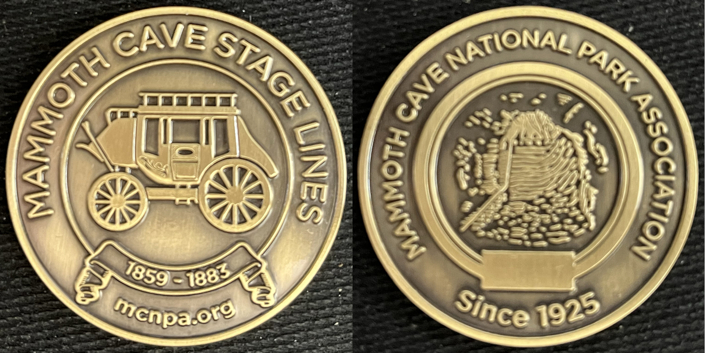 MAMMOTH CAVE STAGE LINES
1859 - 1883
mcnpa.org
MAMMOTH CAVE NATIONAL PARK ASSOCIATION
Since 1925